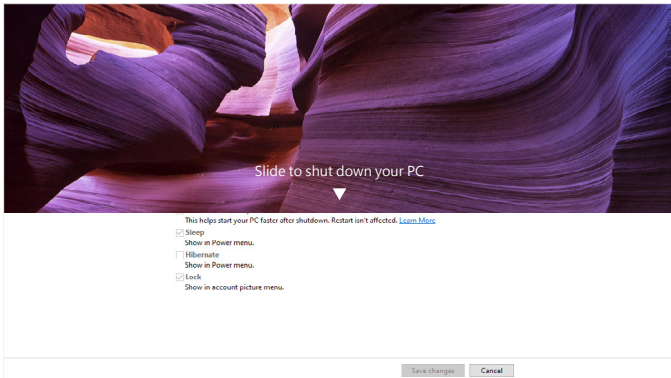 Slide to shut down your PC
This helps start your PC faster after shutdown. Restart isn't affected. Learn More
Sleep
Show in Power menu.
Hibernate
Show in Power menu.
Lock
Show in account picture menu.
Save changes Cancel